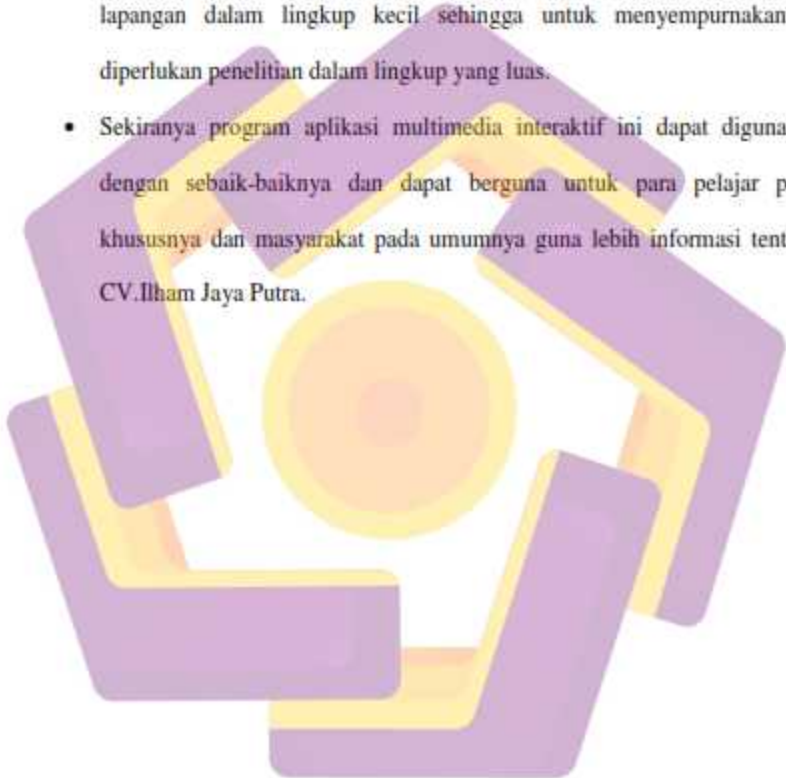 lapangan dalam lingkup kecil sehingga untuk menyempurnakan
diperlukan penelitian dalam lingkup yang luas.
• Sekiranya program aplikasi multimedia interaktif ini dapat diguna
dengan sebaik-baiknya dan dapat berguna untuk para pelajar p
khususnya dan masyarakat pada umumnya guna lebih informasi tent
CV.Ilham Jaya Putra.